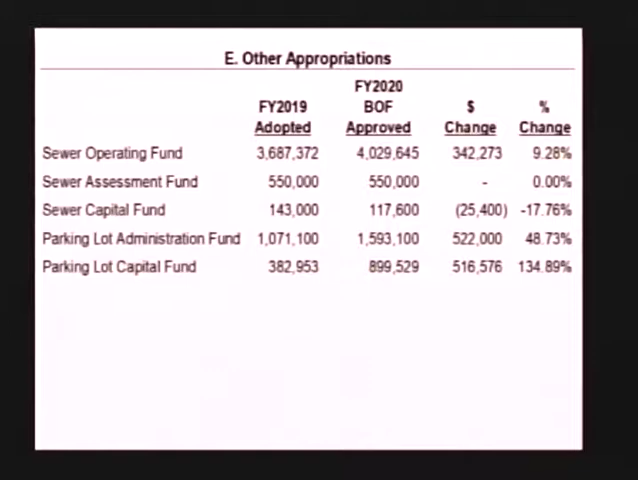 E. Other Appropriations
FY2020
FY2019 BOF $ %
Adopted Approved Change Change
Sewer Operating Fund 3,687,372 4,029,645 342,273 9.28%
Sewer Assessment Fund 550,000 550,000 - 0.00%
Sewer Capital Fund 143,000 117,600 (25,400) -17.76%
Parking Lot Administration Fund 1,071,100 1,593,100 522,000 48.73%
Parking Lot Capital Fund 382,953 899,529 516,576 134.89%